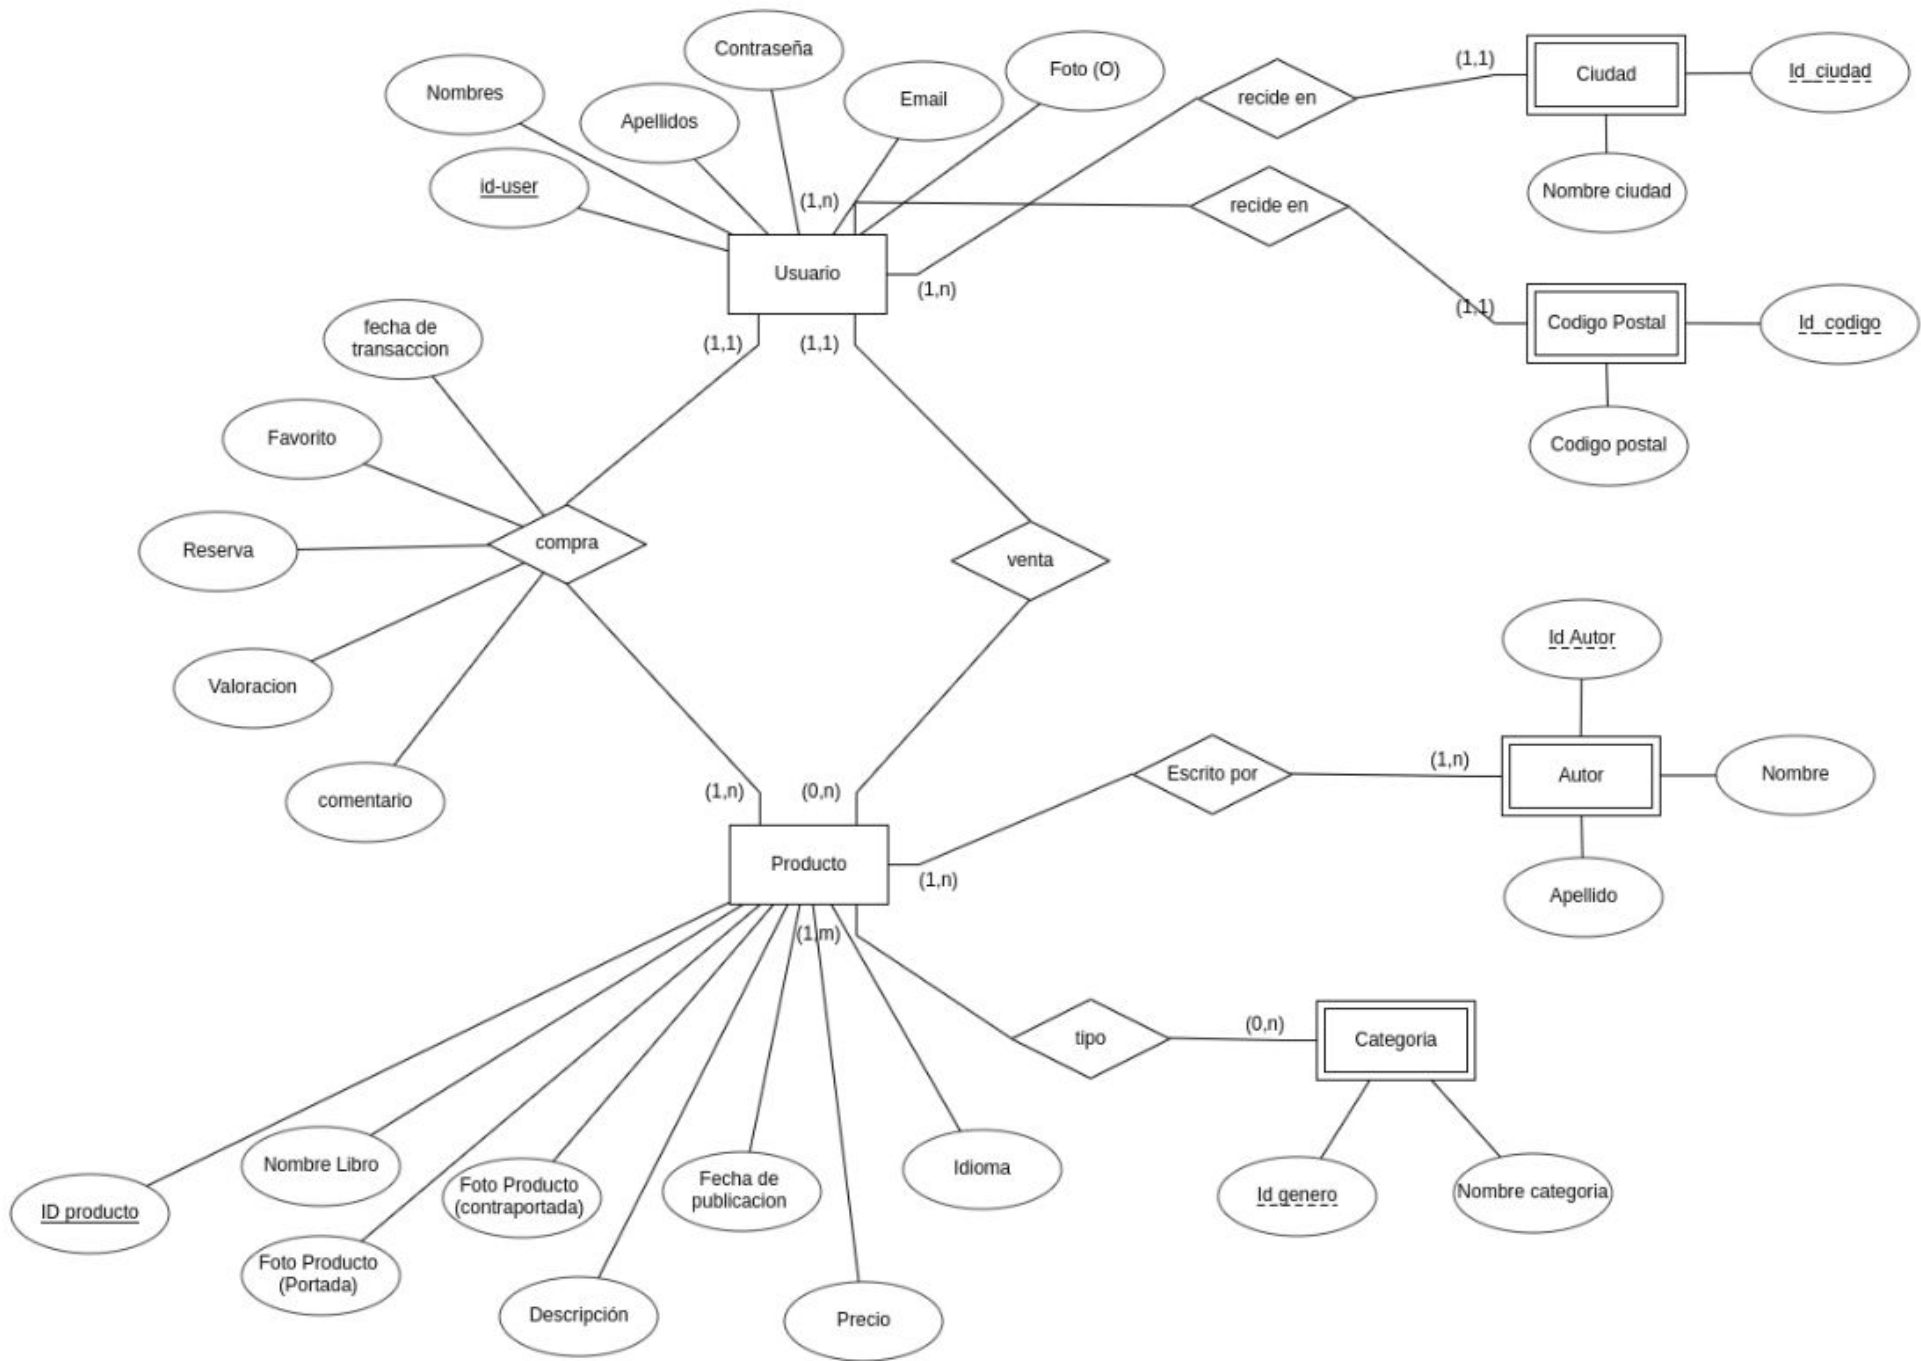 Contraseña
Foto (O)
Nombres
Email
Apellidos
id-user
(1,n)
Usuario
(1,n)
recide en
(1,1)
Ciudad
Id_ciudad
Nombre ciudad
recide en
(1,1)
Codigo Postal
Id_codigo
Codigo postal
(1,1)
(1,1)
fecha de
transaccion
Favorito
Reserva
compra
Valoracion
comentario
venta
(1,n)
(0,n)
Producto
(1,n)
Escrito por
(1,n)
Autor
Id Autor
Nombre
Apellido
(1,m)
tipo
(0,n)
Categoria
Id genero
Nombre categoria
ID producto
Nombre Libro
Foto Producto
(Portada)
Foto Producto
(contraportada)
Descripción
Fecha de
publicacion
Precio
Idioma